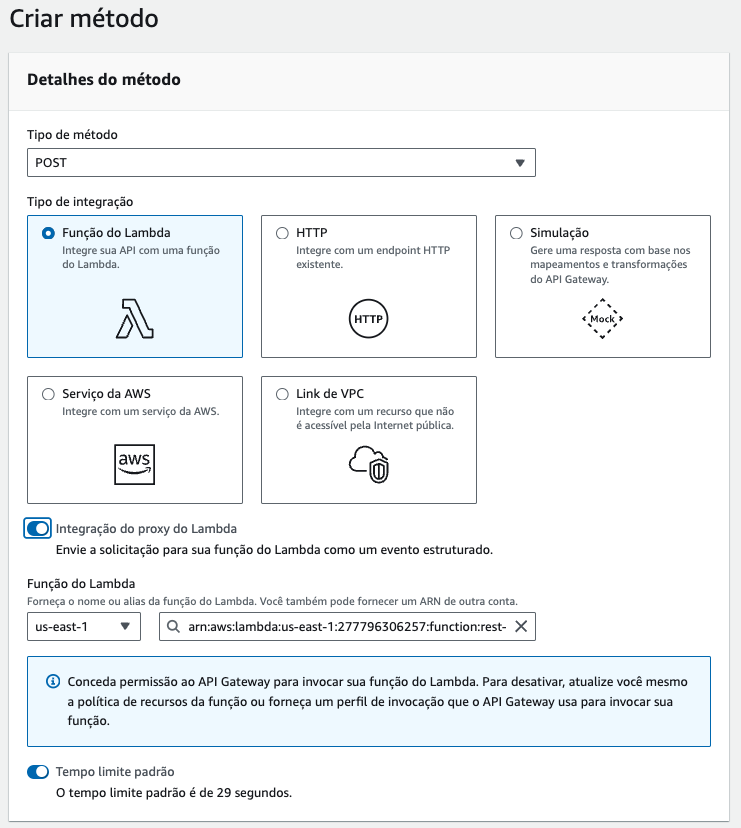 Criar método
Detalhes do método
Tipo de método
POST
Tipo de integração
Função do Lambda
Integre sua API com uma função
do Lambda.
HTTP
Integre com um endpoint HTTP
existente.
HTTP
Simulação
Gere uma resposta com base nos
mapeamentos e transformações
do API Gateway.
Mock
Serviço da AWS
Integre com um serviço da AWS.
aws
Link de VPC
Integre com um recurso que não
é acessível pela Internet pública.
Integração do proxy do Lambda
Envie a solicitação para sua função do Lambda como um evento estruturado.
Função do Lambda
Forneça o nome ou alias da função do Lambda. Você também pode fornecer um ARN de outra conta.
us-east-1
arn:aws:lambda:us-east-1:277796306257:function:rest-
Conceda permissão ao API Gateway para invocar sua função do Lambda. Para desativar, atualize você mesmo
a política de recursos da função ou forneça um perfil de invocação que o API Gateway usa para invocar sua
função.
Tempo limite padrão
O tempo limite padrão é de 29 segundos.